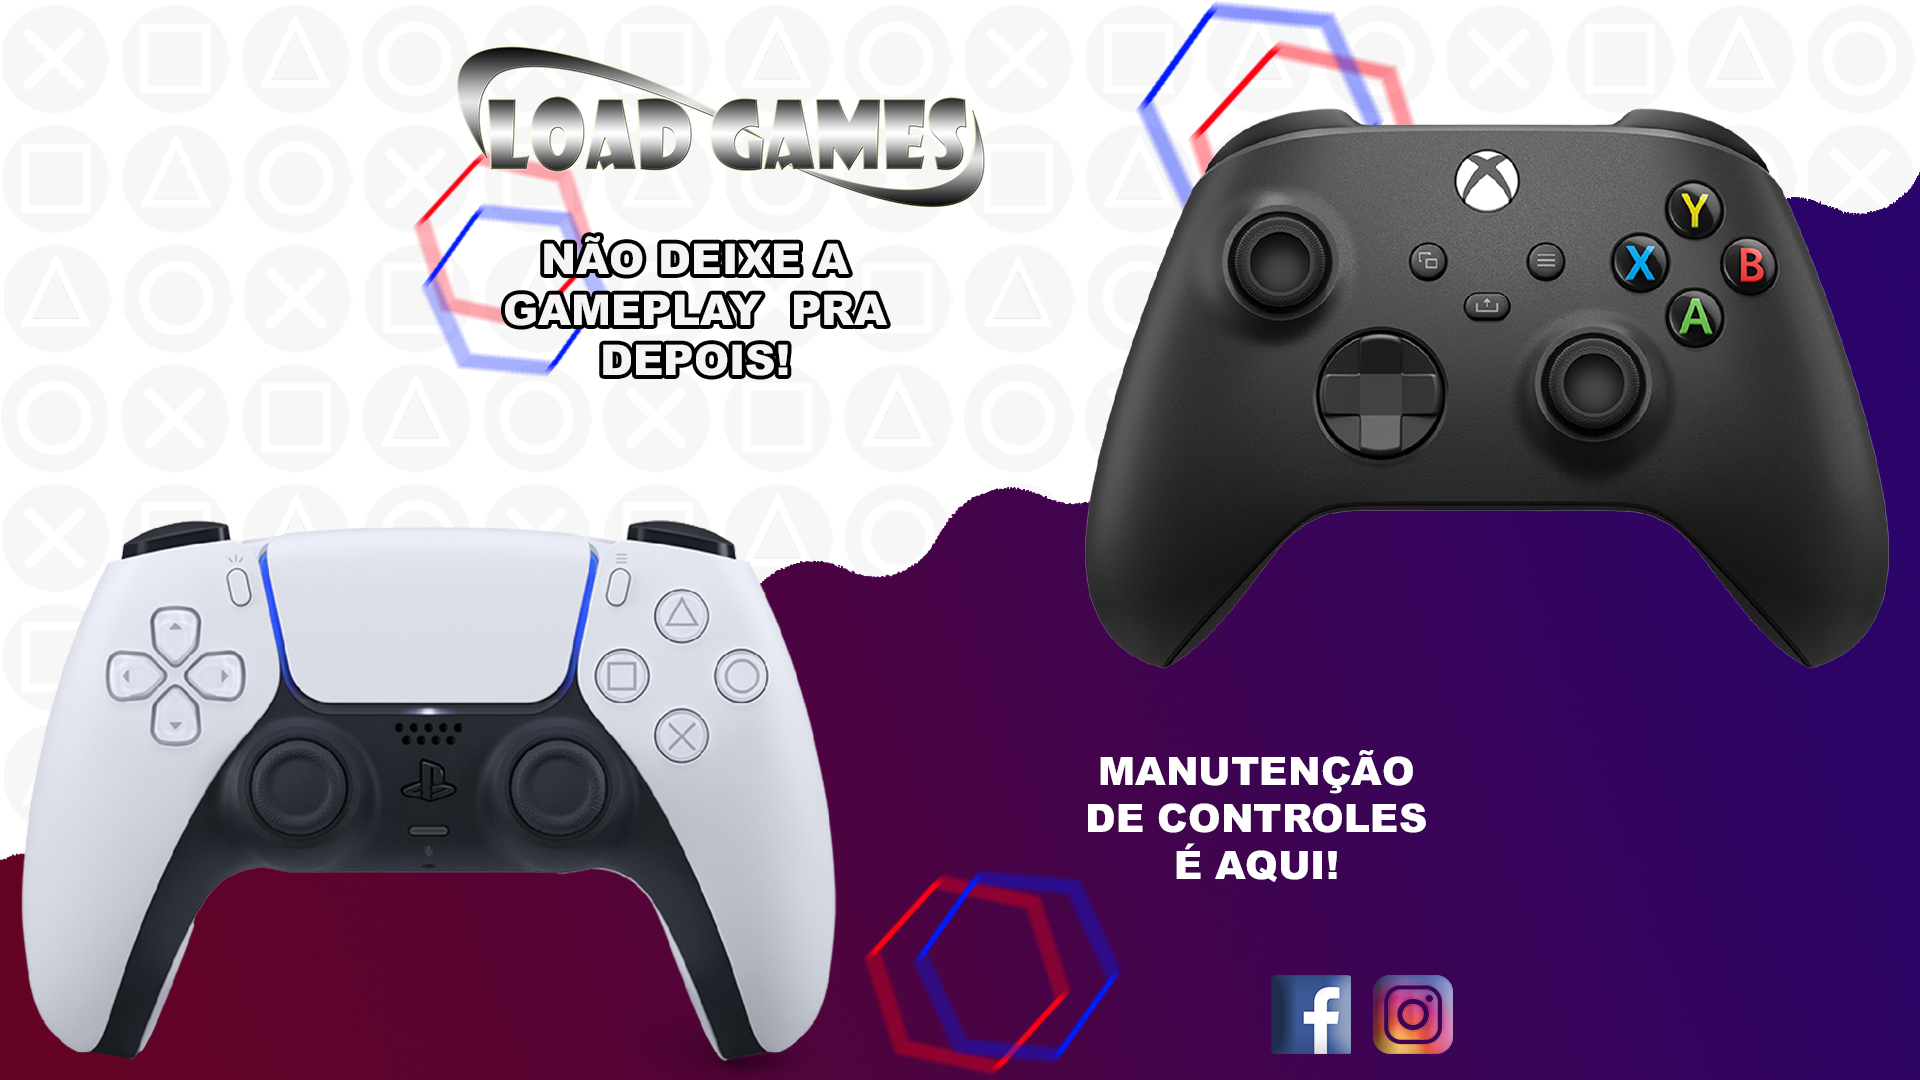 LOAD GAMES
NÃO DEIXE A
GAMEPLAY PRA
DEPOIS!
Y
X
B
A
MANUTENÇÃO
DE CONTROLES
É AQUI!
f